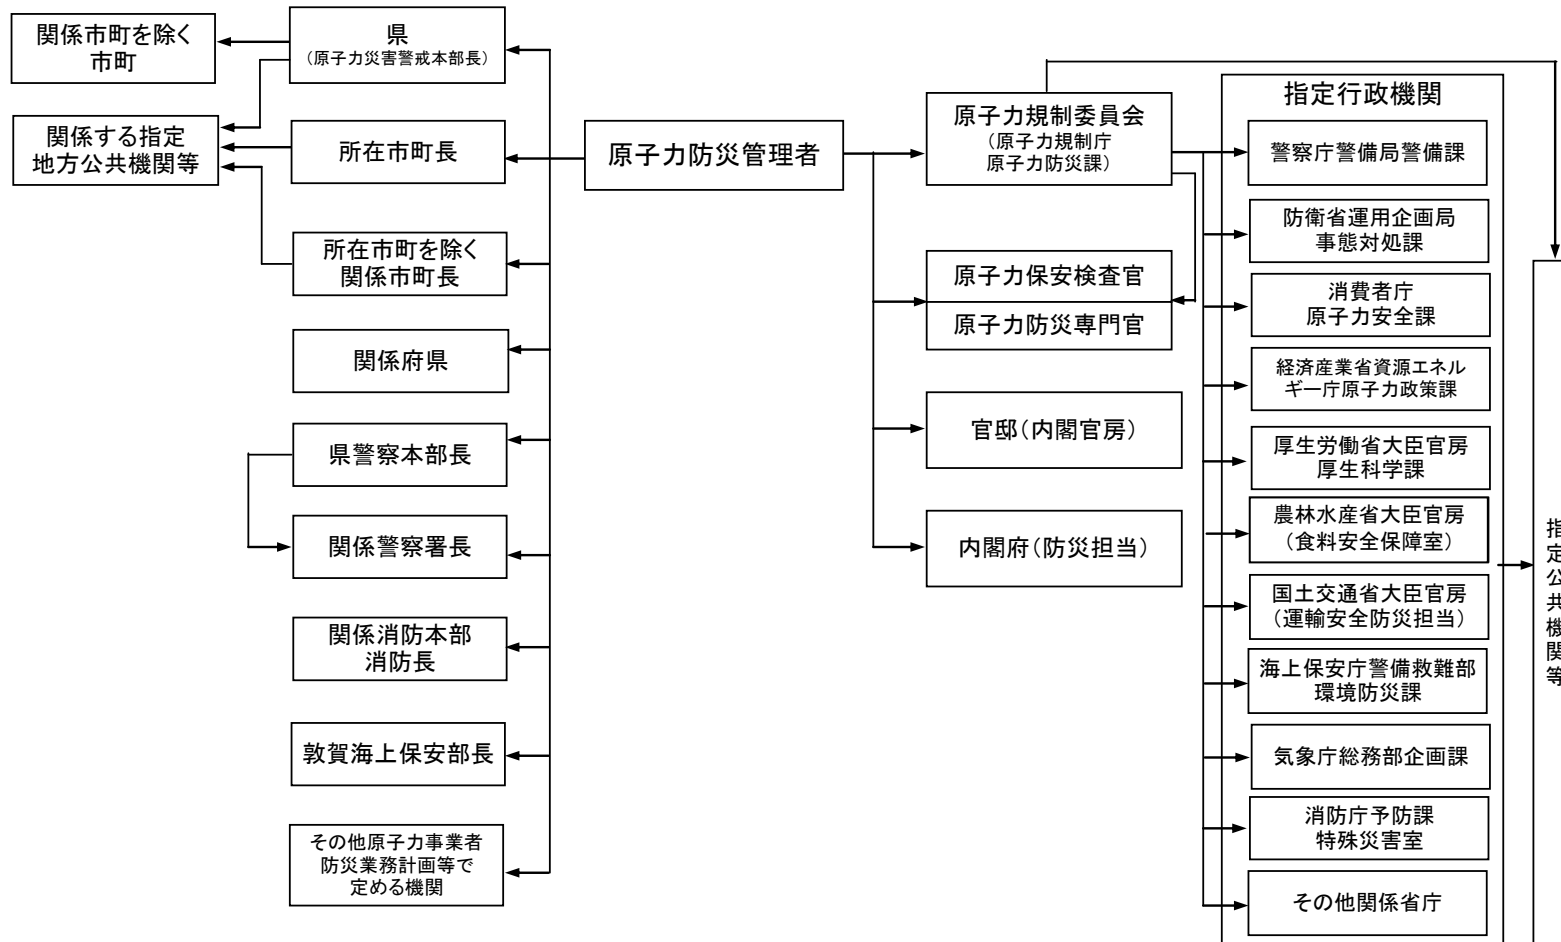 関係市町を除く
市町
県
（原子力災害警戒本部長）
関係する指定
地方公共機関等
所在市町長
所在市町を除く
関係市町長
関係府県
県警察本部長
関係警察署長
関係消防本部
消防長
敦賀海上保安部長
その他原子力事業者
防災業務計画等で
定める機関
原子力防災管理者
原子力規制委員会
（原子力規制庁
原子力防災課）
原子力保安検査官
原子力防災専門官
官邸（内閣官房）
内閣府（防災担当）
指定行政機関
警察庁警備局警備課
防衛省運用企画局
事態対処課
消費者庁
原子力安全課
経済産業省資源エネル
ギー庁原子力政策課
厚生労働省大臣官房
厚生科学課
農林水産省大臣官房
（食料安全保障室）
国土交通省大臣官房
（運輸安全防災担当）
海上保安庁警備救難部
環境防災課
気象庁総務部企画課
消防庁予防課
特殊災害室
その他関係省庁
指定公共機関等